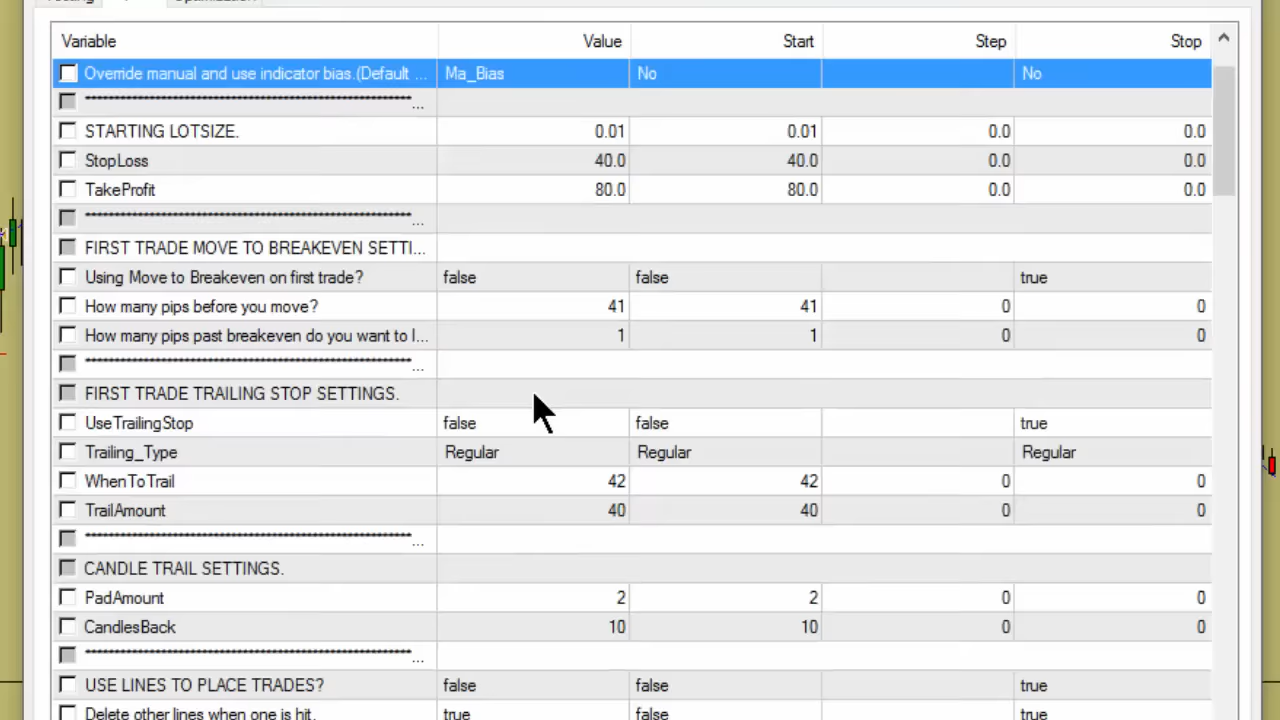 Testing Optimization
Variable Value Start Step Stop
Override manual and use indicator bias.(Default ... Ma_Bias No No
STARTING LOTSIZE. 0.01 0.01 0.0 0.0
StopLoss 40.0 40.0 0.0 0.0
TakeProfit 80.0 80.0 0.0 0.0
FIRST TRADE MOVE TO BREAKEVEN SETTI...
Using Move to Breakeven on first trade? false false true
How many pips before you move? 41 41 0 0
How many pips past breakeven do you want to l... 1 1 0 0
FIRST TRADE TRAILING STOP SETTINGS.
UseTrailingStop false false true
Trailing_Type Regular Regular Regular
WhenToTrail 42 42 0 0
TrailAmount 40 40 0 0
CANDLE TRAIL SETTINGS.
PadAmount 2 2 0 0
CandlesBack 10 10 0 0
USE LINES TO PLACE TRADES? false false true
Delete other lines when one is hit. true false true